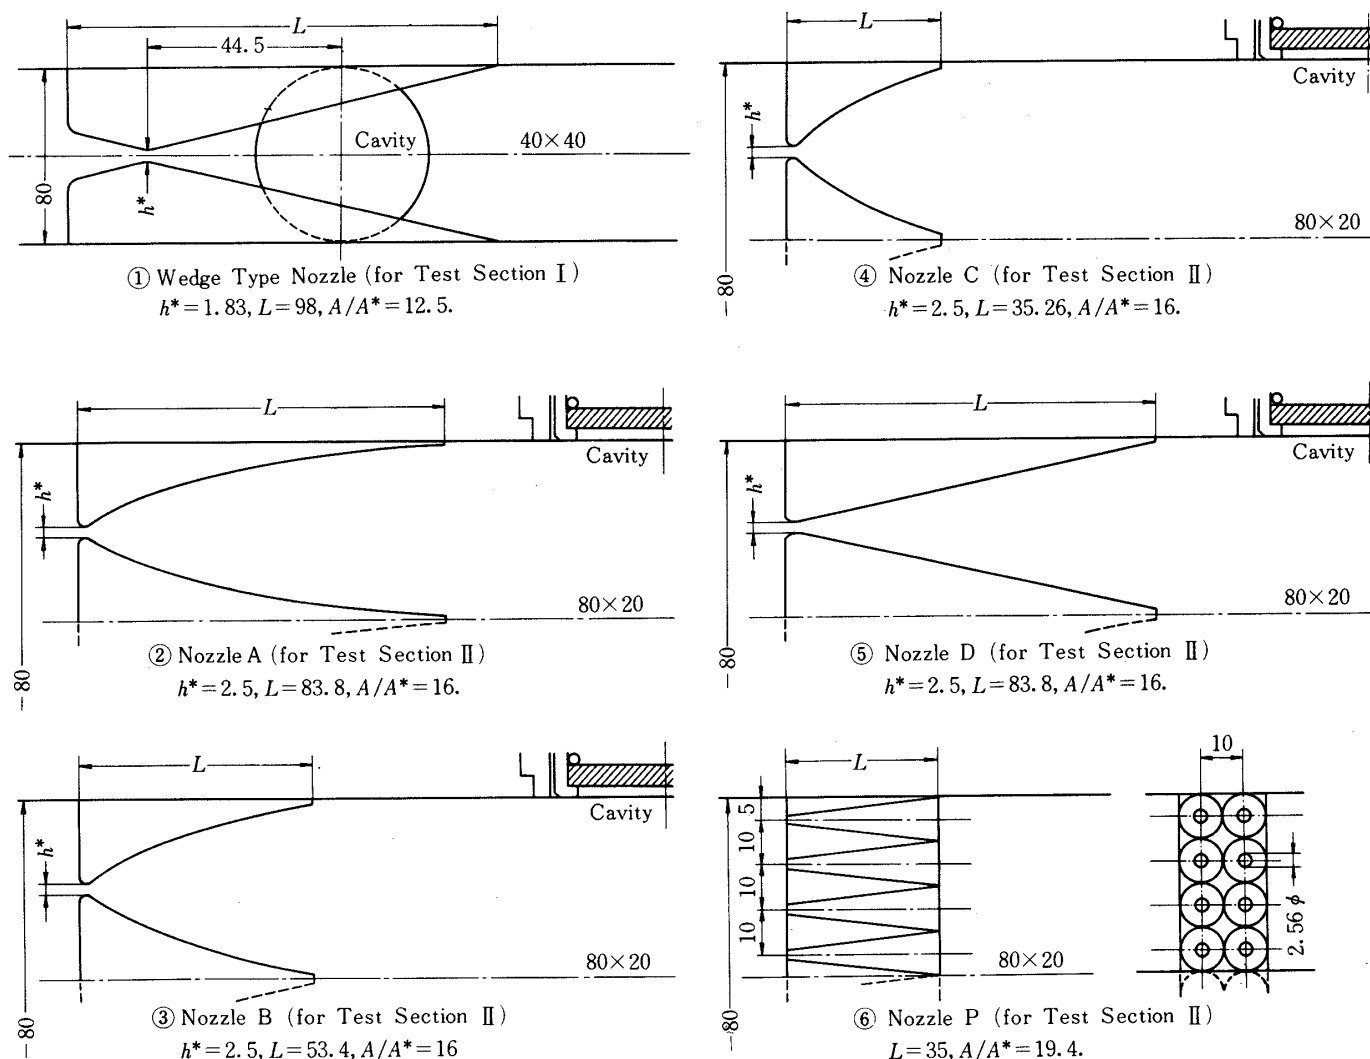 L
44.5
Cavity
40×40
80
h*
① Wedge Type Nozzle (for Test Section I)
h*=1.83, L=98, A/A*=12.5.
L
h*
Cavity
80×20
80
② Nozzle A (for Test Section II)
h*=2.5, L=83.8, A/A*=16.
L
h*
Cavity
80×20
80
③ Nozzle B (for Test Section II)
h*=2.5, L=53.4, A/A*=16
L
h*
Cavity
80×20
80
④ Nozzle C (for Test Section II)
h*=2.5, L=35.26, A/A*=16.
L
h*
Cavity
80×20
80
⑤ Nozzle D (for Test Section II)
h*=2.5, L=83.8, A/A*=16.
L
10
5
10
10
10
2.56 φ
80×20
80
⑥ Nozzle P (for Test Section II)
L=35, A/A*=19.4.